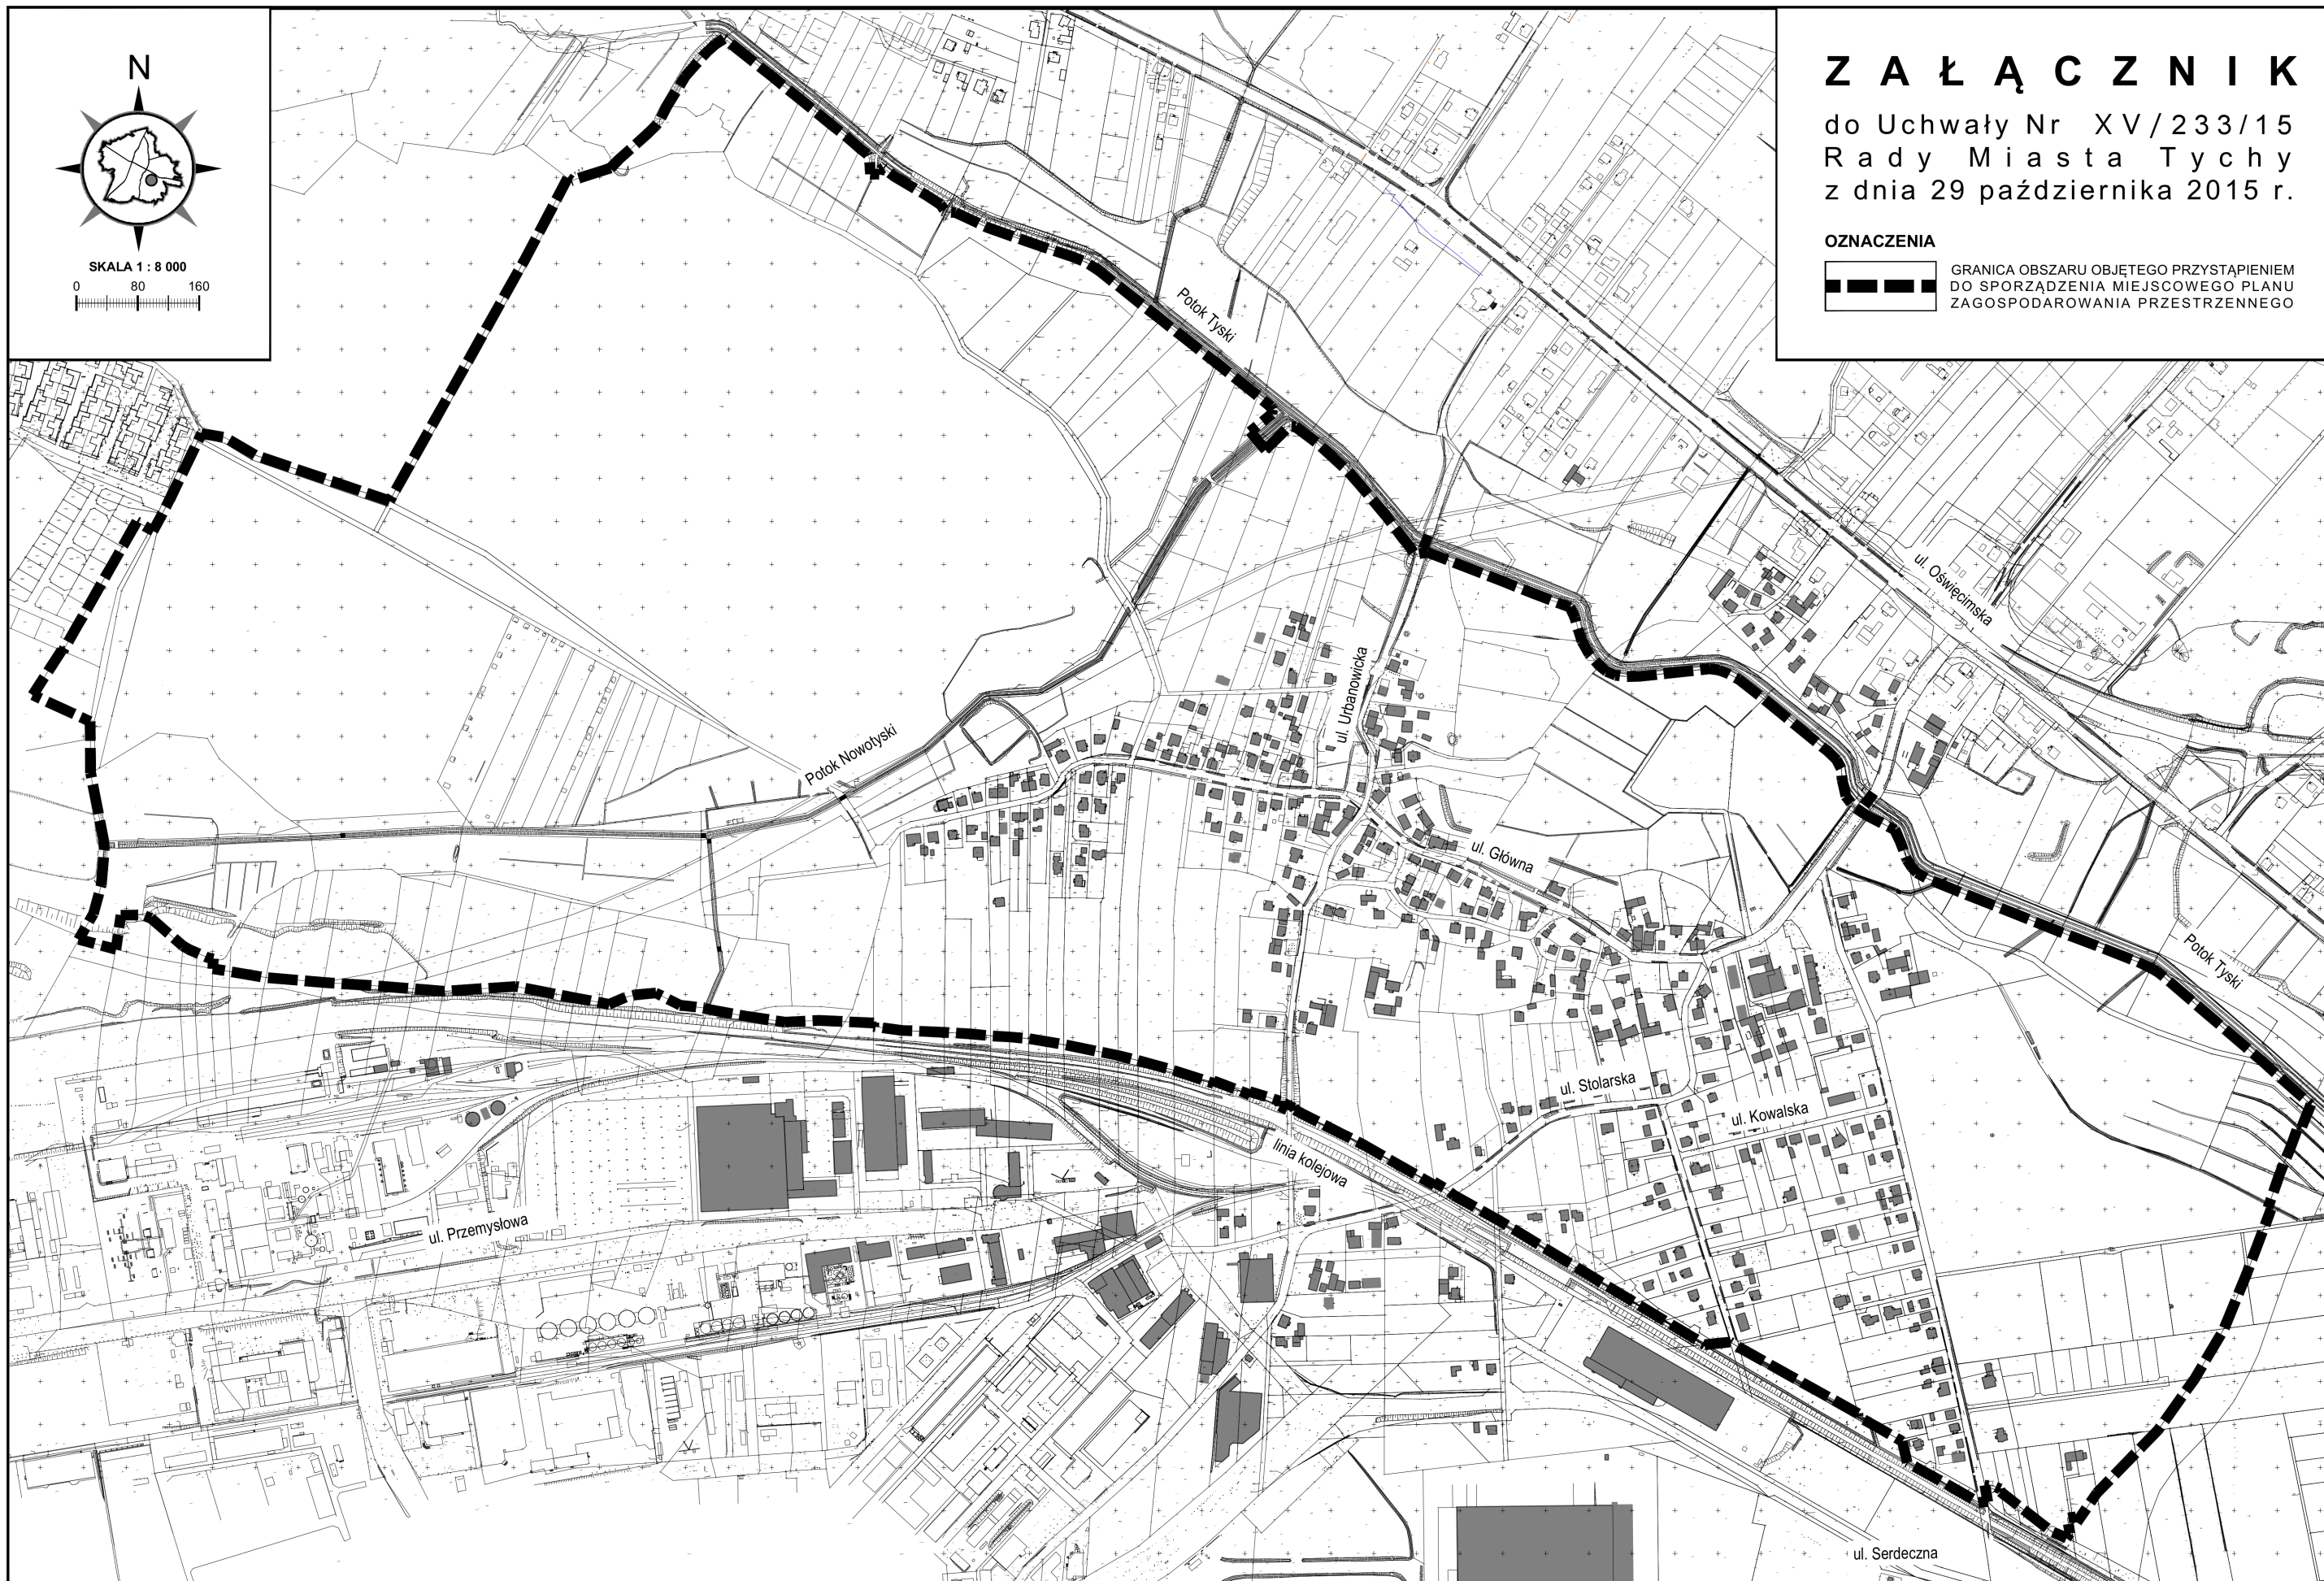 N
SKALA 1 : 8 000
0 80 160
ZAŁĄCZNIK
do Uchwały Nr XV/233/15
Rady Miasta Tychy
z dnia 29 października 2015 r.
OZNACZENIA
GRANICA OBSZARU OBJĘTEGO PRZYSTĄPIENIEM
DO SPORZĄDZENIA MIEJSCOWEGO PLANU
ZAGOSPODAROWANIA PRZESTRZENNEGO
Potok Tyski
ul. Oświęcimska
ul. Urbanowicka
Potok Nowotyski
ul. Główna
Potok Tyski
ul. Stolarska
ul. Kowalska
linia kolejowa
ul. Przemysłowa
ul. Serdeczna